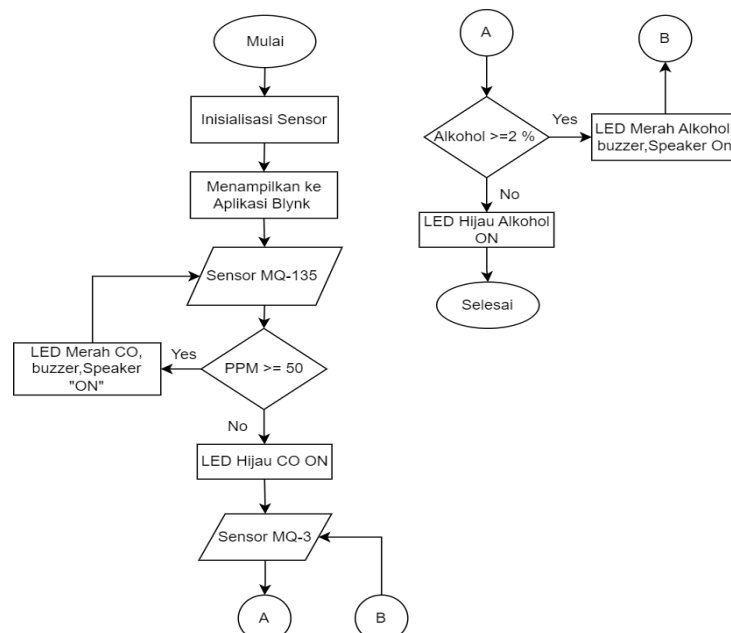 Mulai
Inisialisasi Sensor
Menampilkan ke
Aplikasi Blynk
Sensor MQ-135
PPM >= 50
Yes
LED Merah CO,
buzzer,Speaker
"ON"
No
LED Hijau CO ON
Sensor MQ-3
A
B
A
Alkohol >=2 %
Yes
LED Merah Alkohol,
buzzer,Speaker On
B
No
LED Hijau Alkohol
ON
Selesai